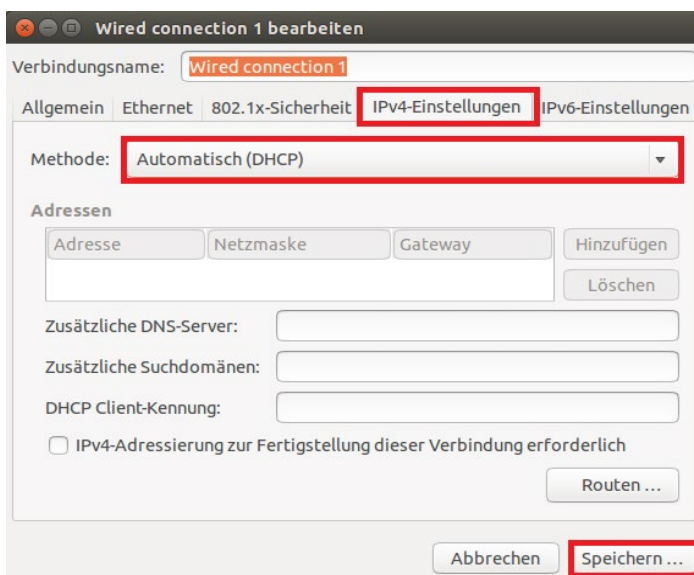 Wired connection 1 bearbeiten
Verbindungsname: Wired connection 1
Allgemein Ethernet 802.1x-Sicherheit IPv4-Einstellungen IPv6-Einstellungen
Methode: Automatisch (DHCP)
Adressen
Adresse Netzmaske Gateway Hinzufügen
Löschen
Zusätzliche DNS-Server:
Zusätzliche Suchdomänen:
DHCP Client-Kennung:
IPv4-Adressierung zur Fertigstellung dieser Verbindung erforderlich
Routen ...
Abbrechen Speichern ...